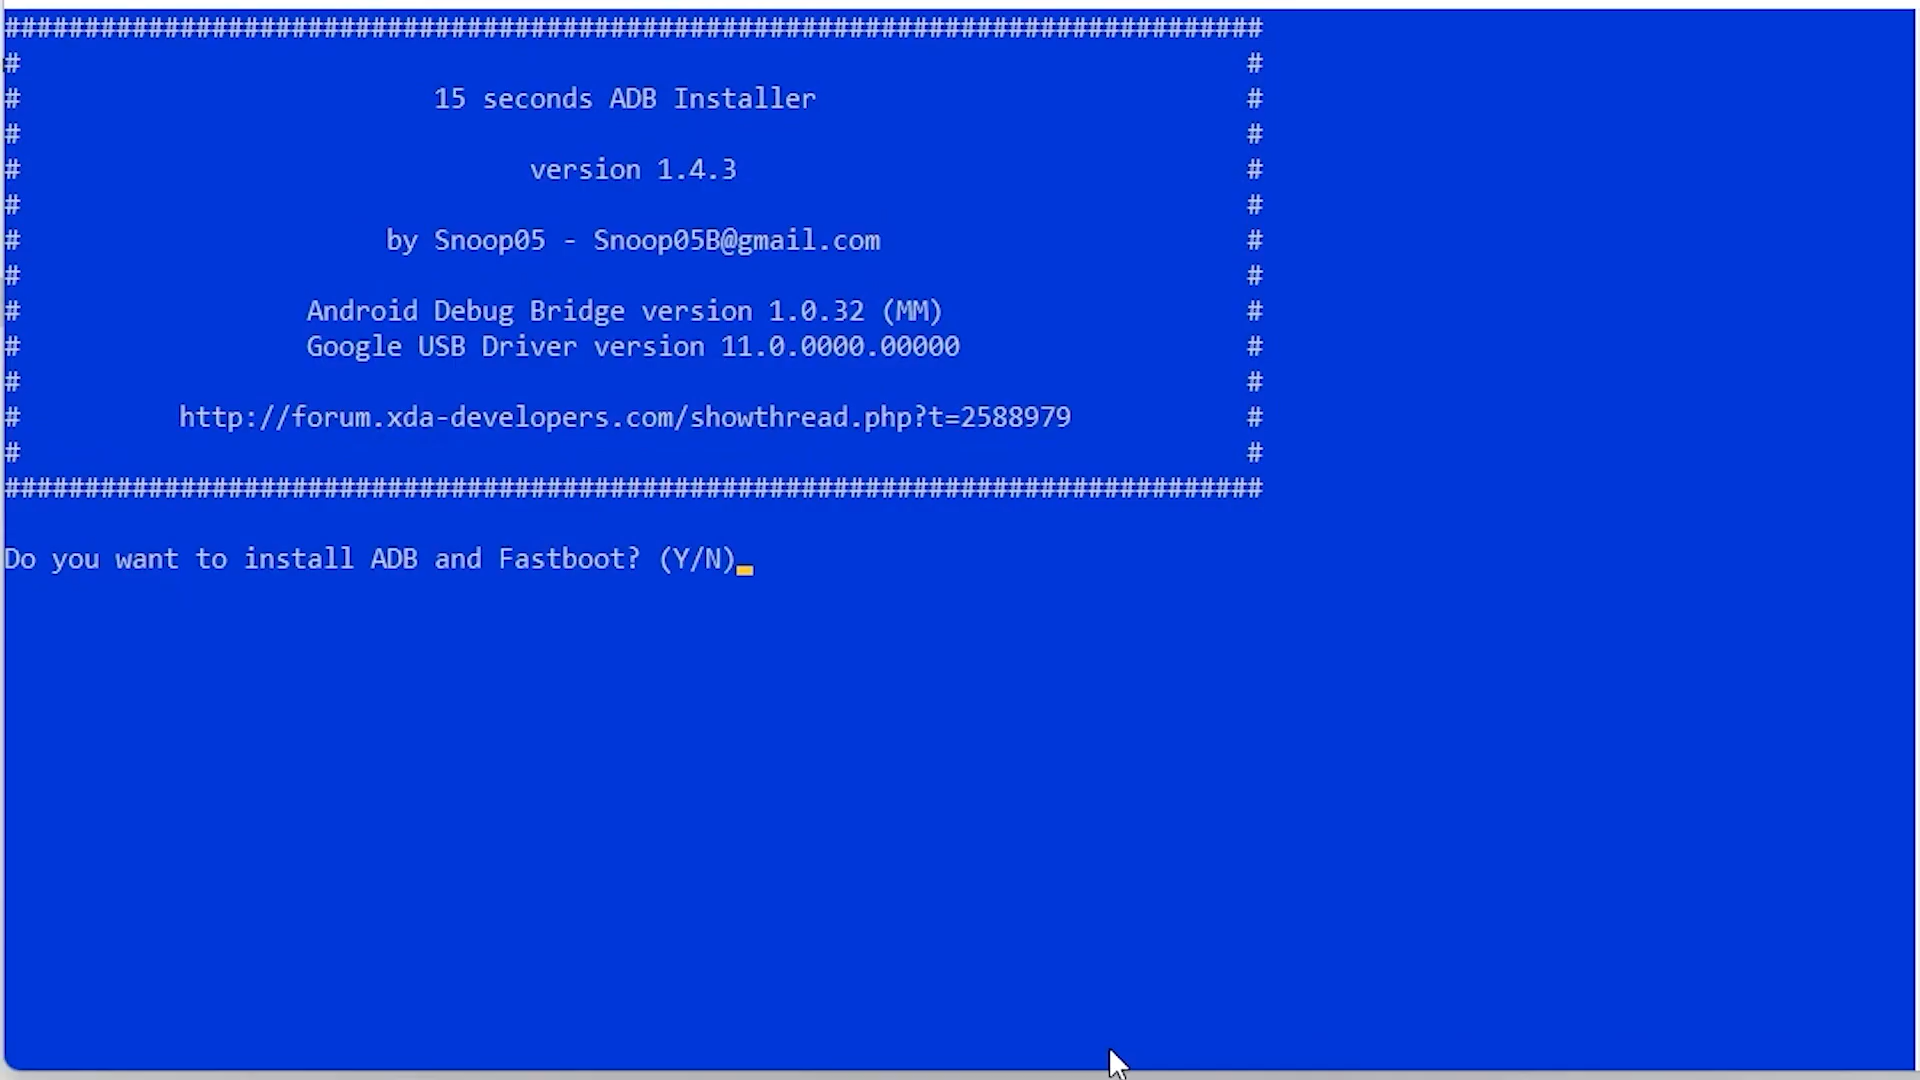 ###############################################################################
# #
# 15 seconds ADB Installer #
# #
# version 1.4.3 #
# #
# by Snoop05 - Snoop05B@gmail.com #
# #
# Android Debug Bridge version 1.0.32 (MM) #
# Google USB Driver version 11.0.0000.00000 #
# #
# http://forum.xda-developers.com/showthread.php?t=2588979 #
# #
###############################################################################
Do you want to install ADB and Fastboot? (Y/N)